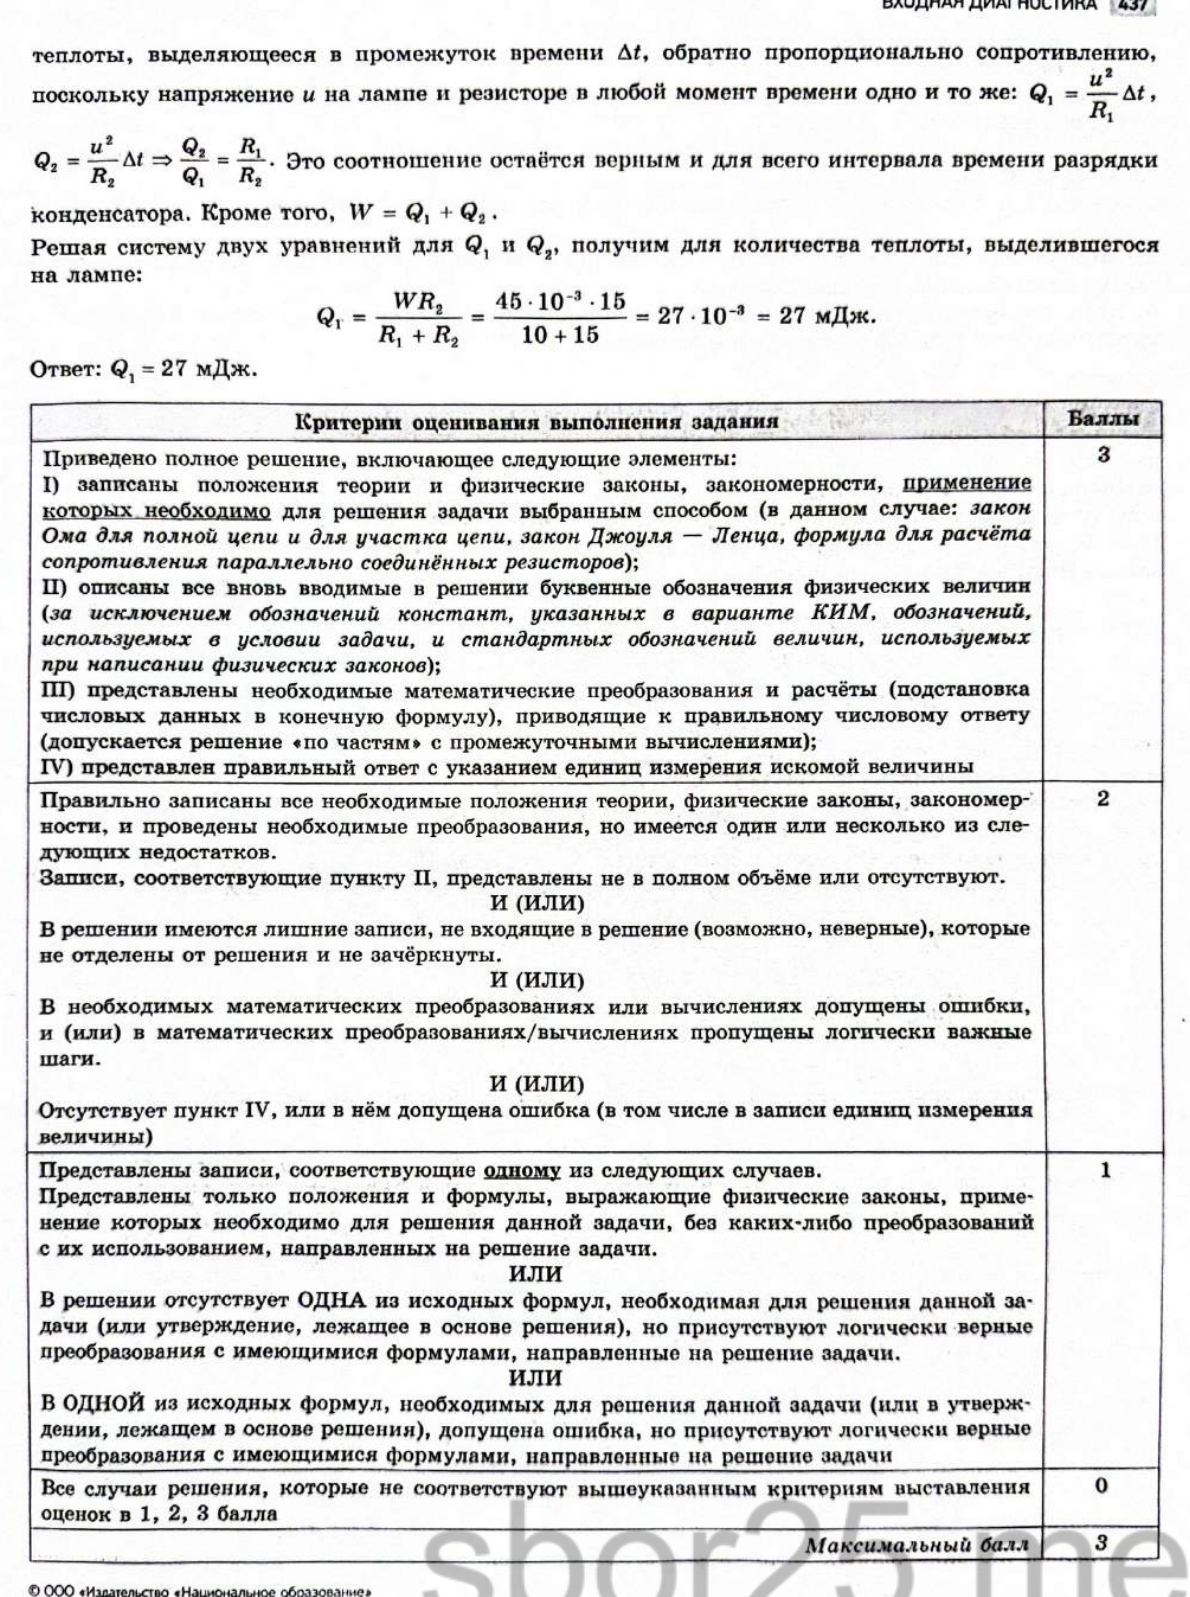 ВХОДНАЯ ДИАГНОСТИКА 437
теплоты, выделяющееся в промежуток времени Δt, обратно пропорционально сопротивлению,
поскольку напряжение u на лампе и резисторе в любой момент времени одно и то же: Q₁ = u²/R₁ Δt,
Q₂ = u²/R₂ Δt ⇒ Q₂/Q₁ = R₁/R₂. Это соотношение остаётся верным и для всего интервала времени разрядки
конденсатора. Кроме того, W = Q₁ + Q₂.
Решая систему двух уравнений для Q₁ и Q₂, получим для количества теплоты, выделившегося
на лампе:
Q₁ = WR₂/(R₁ + R₂) = 45 · 10⁻³ · 15/(10 + 15) = 27 · 10⁻³ = 27 мДж.
Ответ: Q₁ = 27 мДж.
Критерии оценивания выполнения задания Баллы
Приведено полное решение, включающее следующие элементы: 3
I) записаны положения теории и физические законы, закономерности, применение
которых необходимо для решения задачи выбранным способом (в данном случае: закон
Ома для полной цепи и для участка цепи, закон Джоуля — Ленца, формула для расчёта
сопротивления параллельно соединённых резисторов);
II) описаны все вновь вводимые в решении буквенные обозначения физических величин
(за исключением обозначений констант, указанных в варианте КИМ, обозначений,
используемых в условии задачи, и стандартных обозначений величин, используемых
при написании физических законов);
III) представлены необходимые математические преобразования и расчёты (подстановка
числовых данных в конечную формулу), приводящие к правильному числовому ответу
(допускается решение «по частям» с промежуточными вычислениями);
IV) представлен правильный ответ с указанием единиц измерения искомой величины
Правильно записаны все необходимые положения теории, физические законы, закономер- 2
ности, и проведены необходимые преобразования, но имеется один или несколько из сле-
дующих недостатков.
Записи, соответствующие пункту II, представлены не в полном объёме или отсутствуют.
И (ИЛИ)
В решении имеются лишние записи, не входящие в решение (возможно, неверные), которые
не отделены от решения и не зачёркнуты.
И (ИЛИ)
В необходимых математических преобразованиях или вычислениях допущены ошибки,
и (или) в математических преобразованиях/вычислениях пропущены логически важные
шаги.
И (ИЛИ)
Отсутствует пункт IV, или в нём допущена ошибка (в том числе в записи единиц измерения
величины)
Представлены записи, соответствующие одному из следующих случаев. 1
Представлены только положения и формулы, выражающие физические законы, приме-
нение которых необходимо для решения данной задачи, без каких-либо преобразований
с их использованием, направленных на решение задачи.
ИЛИ
В решении отсутствует ОДНА из исходных формул, необходимая для решения данной за-
дачи (или утверждение, лежащее в основе решения), но присутствуют логически верные
преобразования с имеющимися формулами, направленные на решение задачи.
ИЛИ
В ОДНОЙ из исходных формул, необходимых для решения данной задачи (или в утверж-
дении, лежащем в основе решения), допущена ошибка, но присутствуют логически верные
преобразования с имеющимися формулами, направленные на решение задачи
Все случаи решения, которые не соответствуют вышеуказанным критериям выставления 0
оценок в 1, 2, 3 балла
Максимальный балл 3
© ООО «Издательство «Национальное образование»
sbor25.me